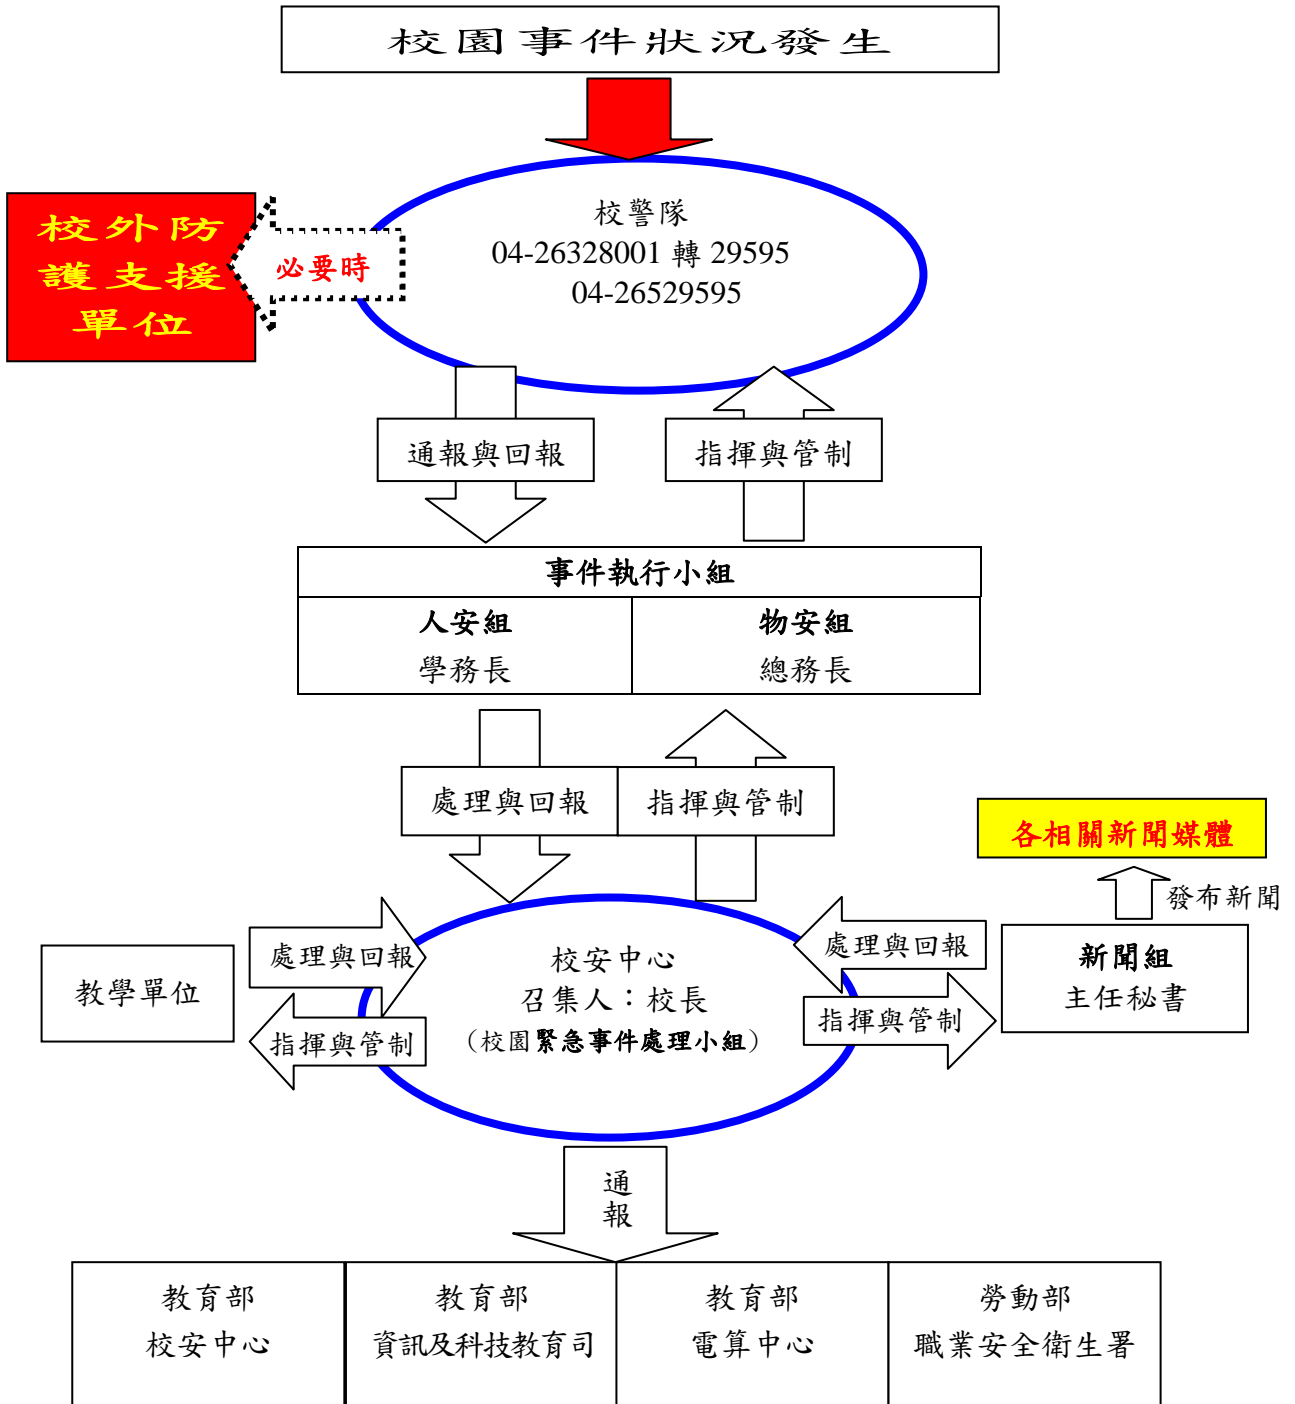 校園事件狀況發生
校警隊
04-26328001 轉 29595
04-26529595
必要時
校外防
護支援
單位
通報與回報
指揮與管制
事件執行小組
人安組
學務長
物安組
總務長
處理與回報
指揮與管制
各相關新聞媒體
發布新聞
新聞組
主任秘書
處理與回報
指揮與管制
教學單位
處理與回報
指揮與管制
校安中心
召集人：校長
（校園緊急事件處理小組）
通
報
教育部
校安中心
教育部
資訊及科技教育司
教育部
電算中心
勞動部
職業安全衛生署